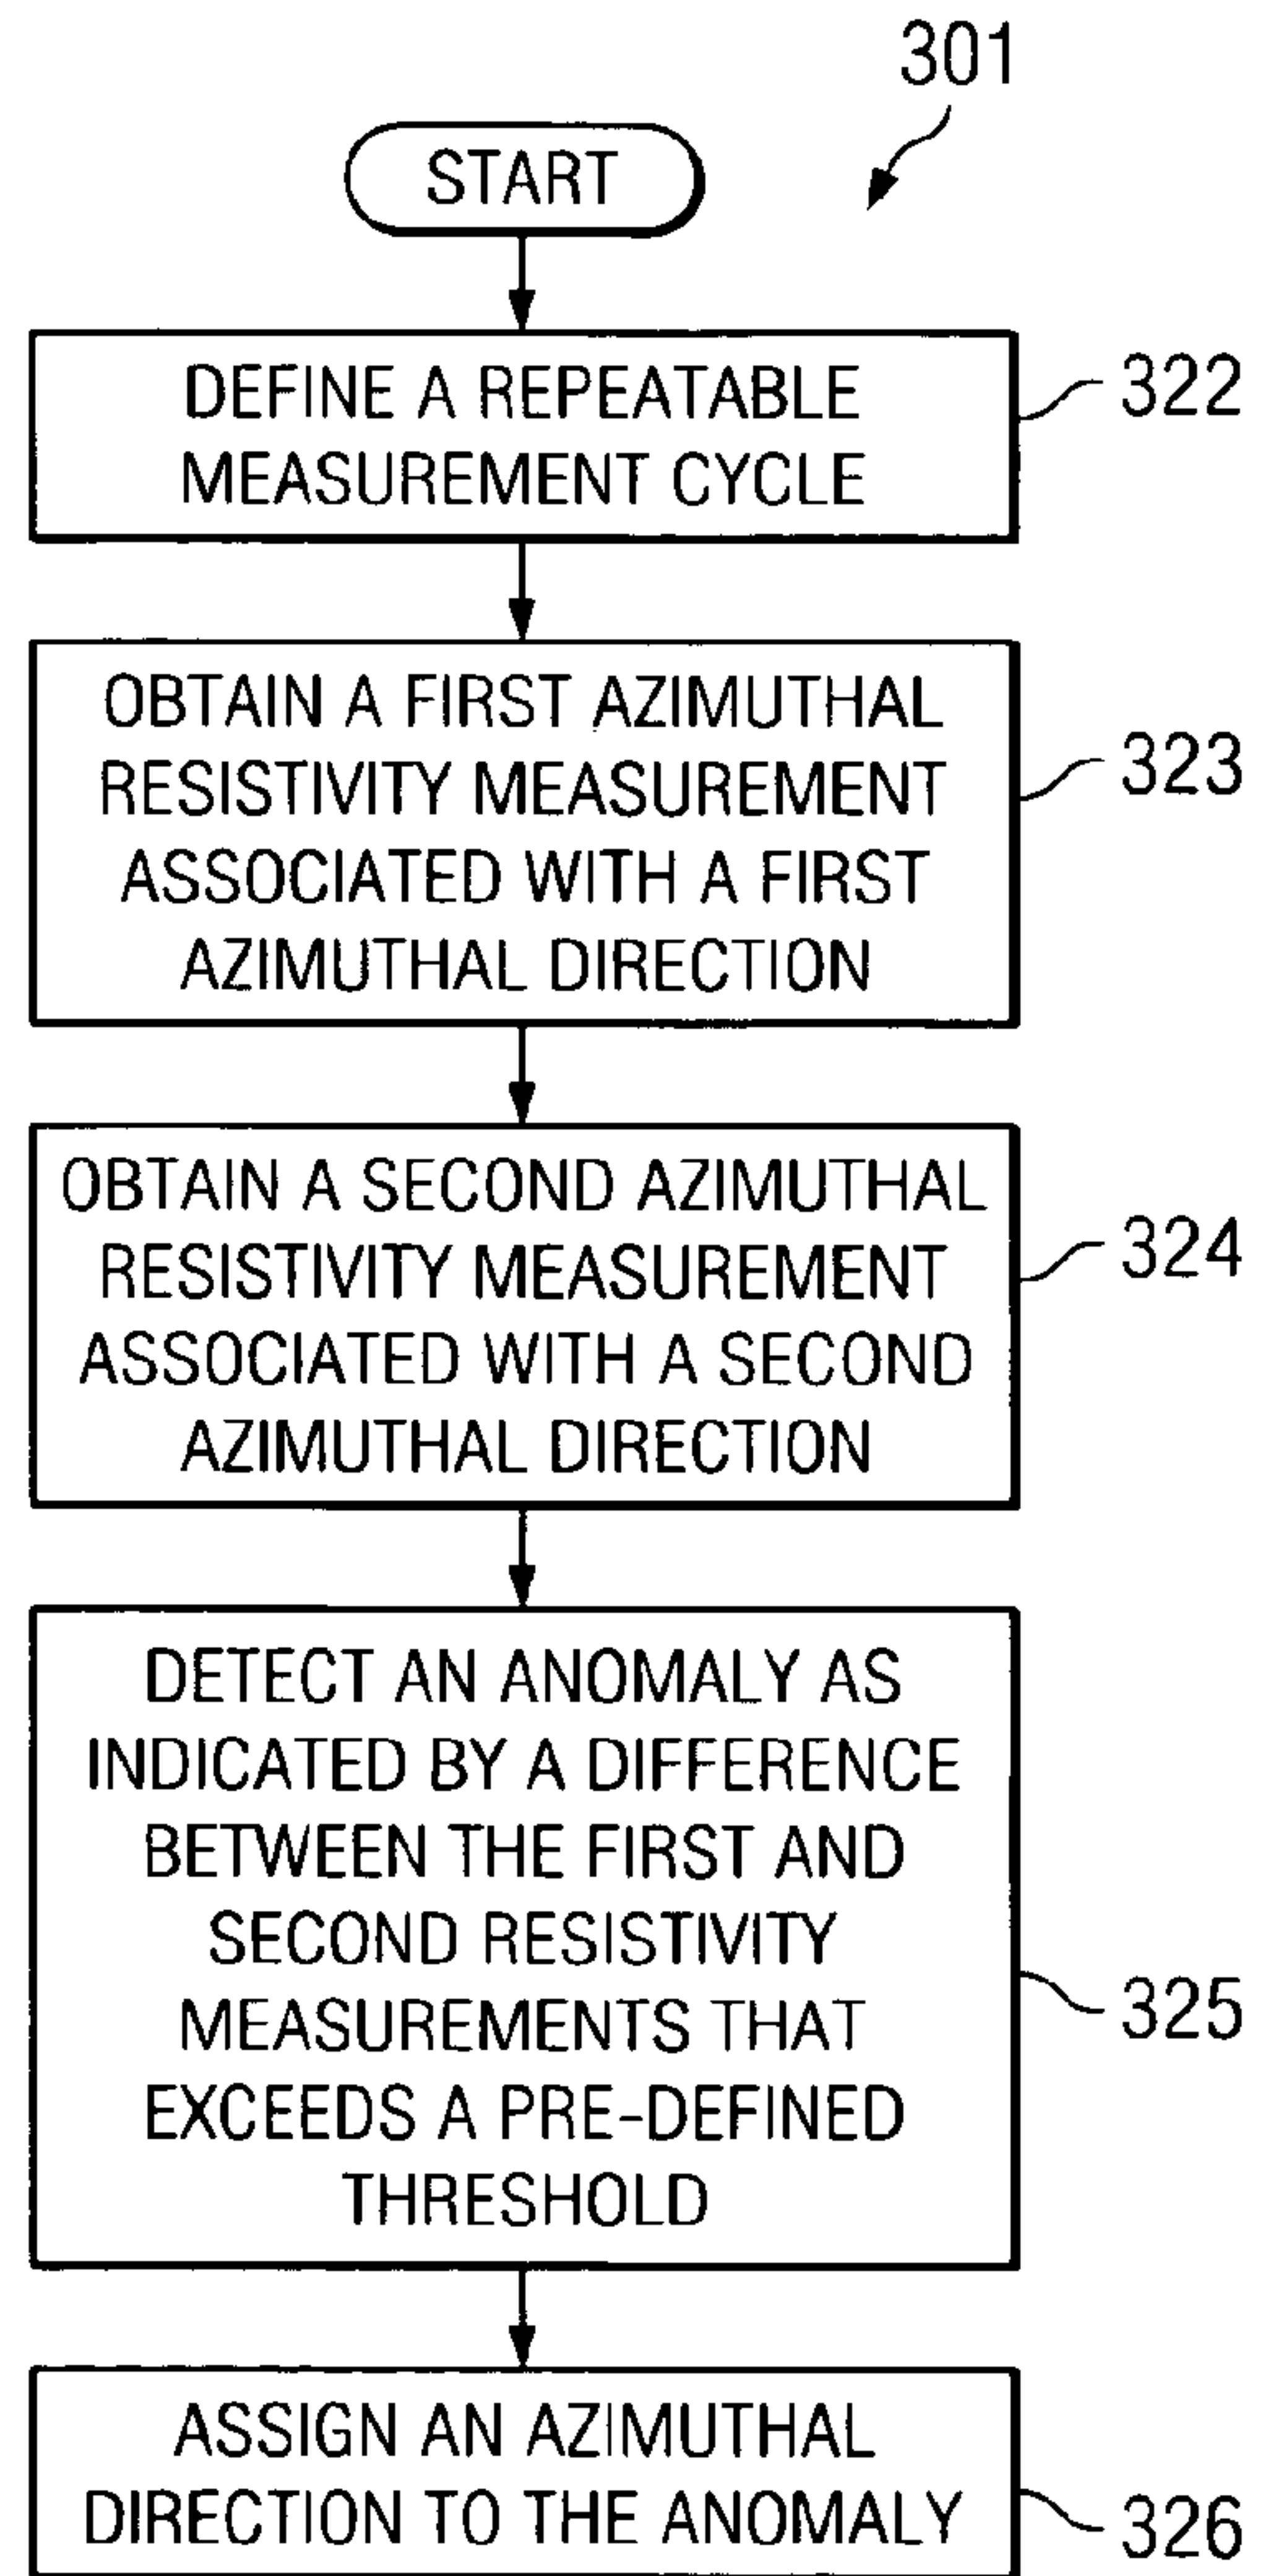 301
START
DEFINE A REPEATABLE
MEASUREMENT CYCLE
322
OBTAIN A FIRST AZIMUTHAL
RESISTIVITY MEASUREMENT
ASSOCIATED WITH A FIRST
AZIMUTHAL DIRECTION
323
OBTAIN A SECOND AZIMUTHAL
RESISTIVITY MEASUREMENT
ASSOCIATED WITH A SECOND
AZIMUTHAL DIRECTION
324
DETECT AN ANOMALY AS
INDICATED BY A DIFFERENCE
BETWEEN THE FIRST AND
SECOND RESISTIVITY
MEASUREMENTS THAT
EXCEEDS A PRE-DEFINED
THRESHOLD
325
ASSIGN AN AZIMUTHAL
DIRECTION TO THE ANOMALY
326